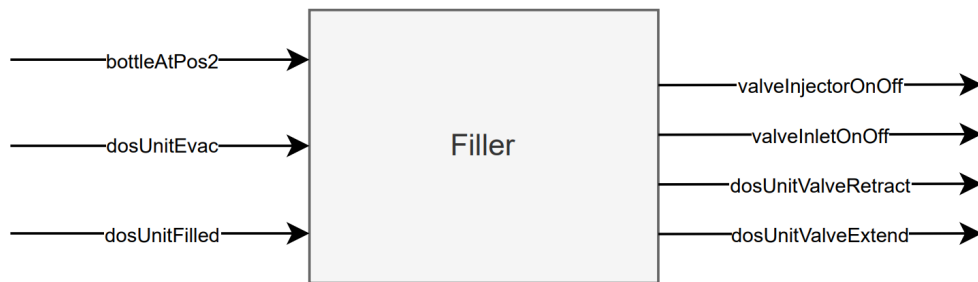 bottleAtPos2
dosUnitEvac
dosUnitFilled
Filler
valveInjectorOnOff
valveInletOnOff
dosUnitValveRetract
dosUnitValveExtend